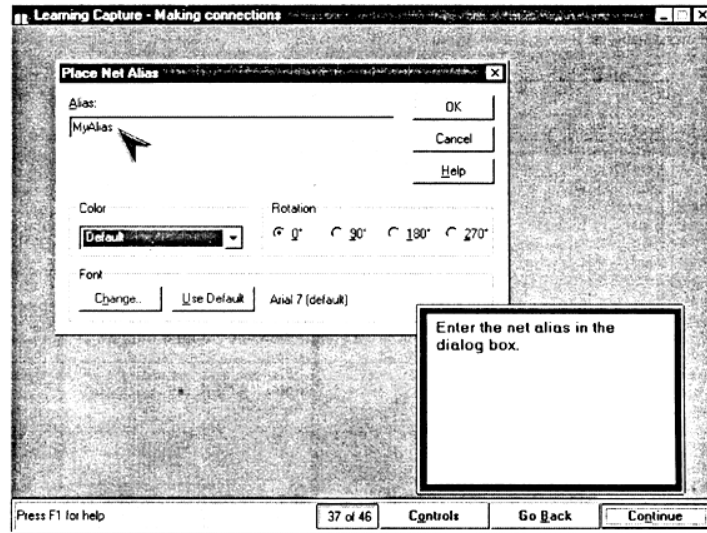 Learning Capture - Making connections
Place Net Alias
Alias:
MyAlias
OK
Cancel
Help
Color
Default
Rotation
0° 90° 180° 270°
Font
Change.. Use Default Arial 7 (default)
Enter the net alias in the
dialog box.
Press F1 for help 37 of 46 Controls Go Back Continue